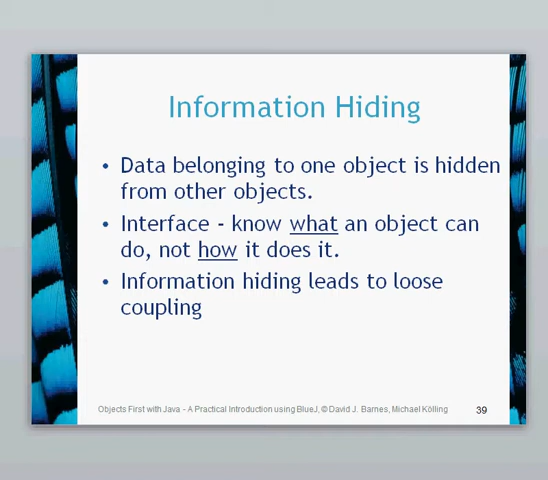 Information Hiding
• Data belonging to one object is hidden
from other objects.
• Interface - know what an object can
do, not how it does it.
• Information hiding leads to loose
coupling
Objects First with Java - A Practical Introduction using BlueJ, © David J. Barnes, Michael Kölling
39